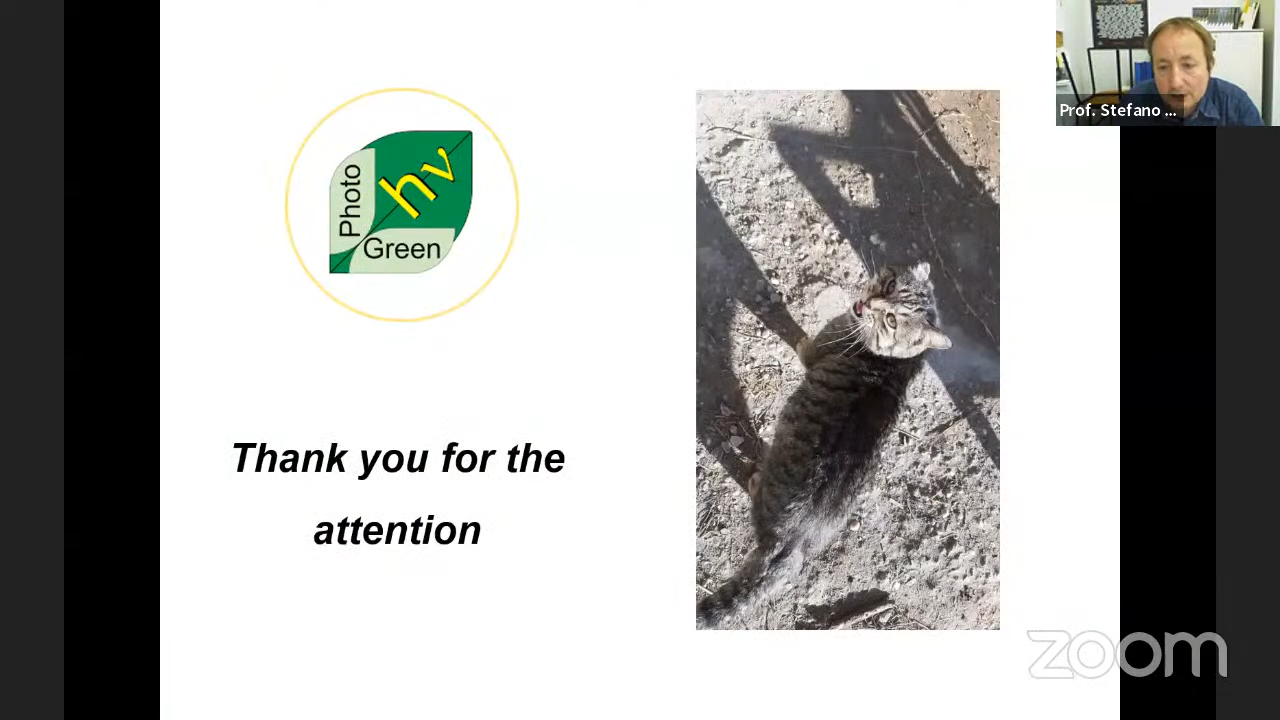 Photo
hν
Green
Thank you for the
attention
Prof. Stefano ...
zoom